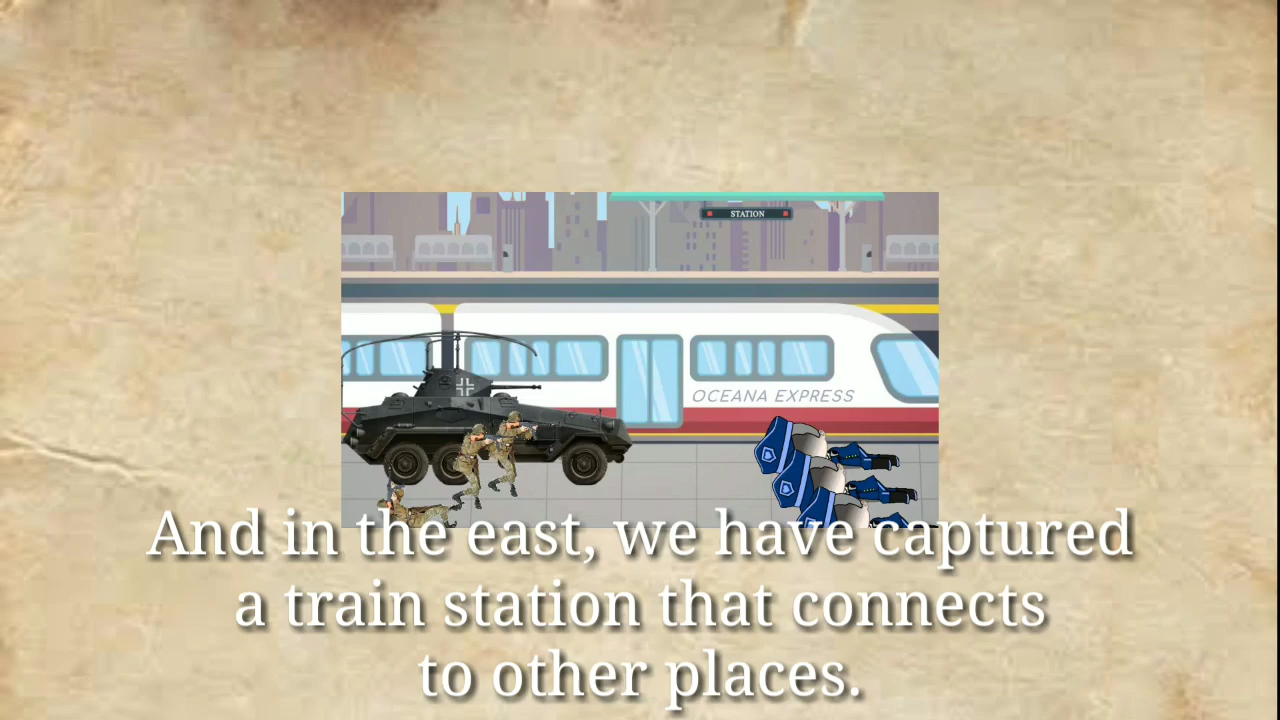 STATION
OCEANA EXPRESS
And in the east, we have captured
a train station that connects
to other places.